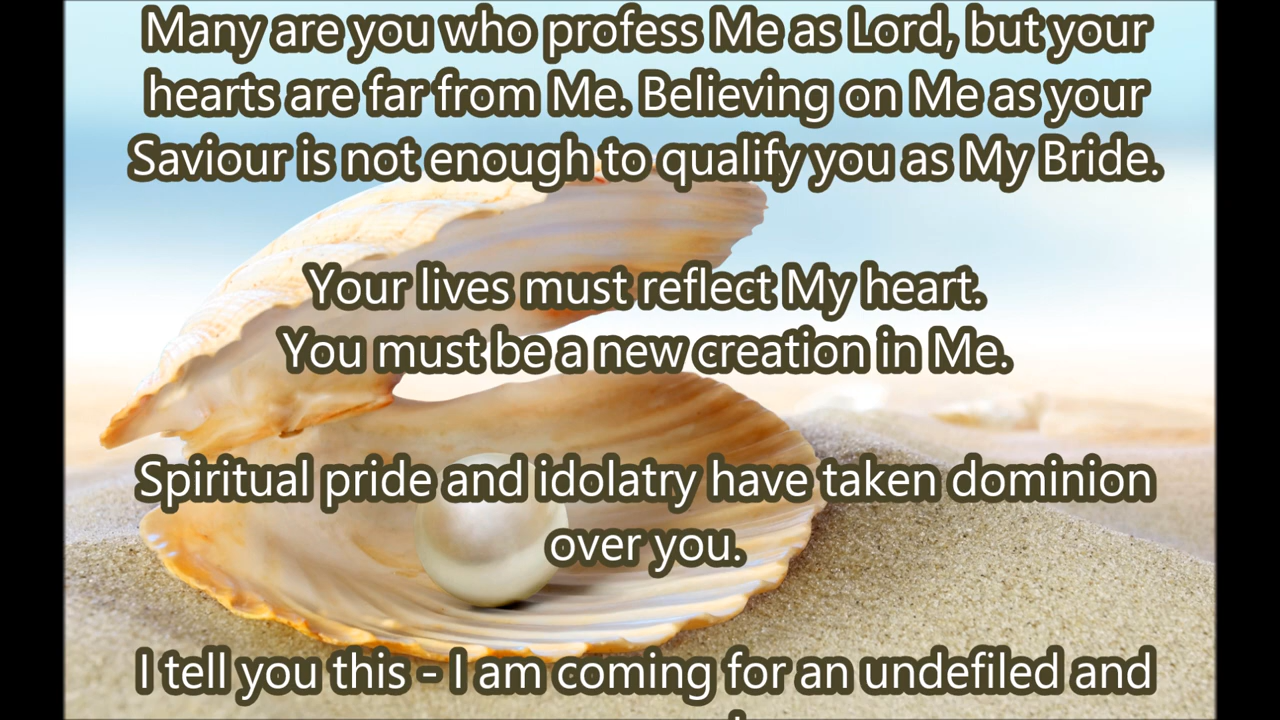 Many are you who profess Me as Lord, but your
hearts are far from Me. Believing on Me as your
Saviour is not enough to qualify you as My Bride.
Your lives must reflect My heart.
You must be a new creation in Me.
Spiritual pride and idolatry have taken dominion
over you.
I tell you this - I am coming for an undefiled and